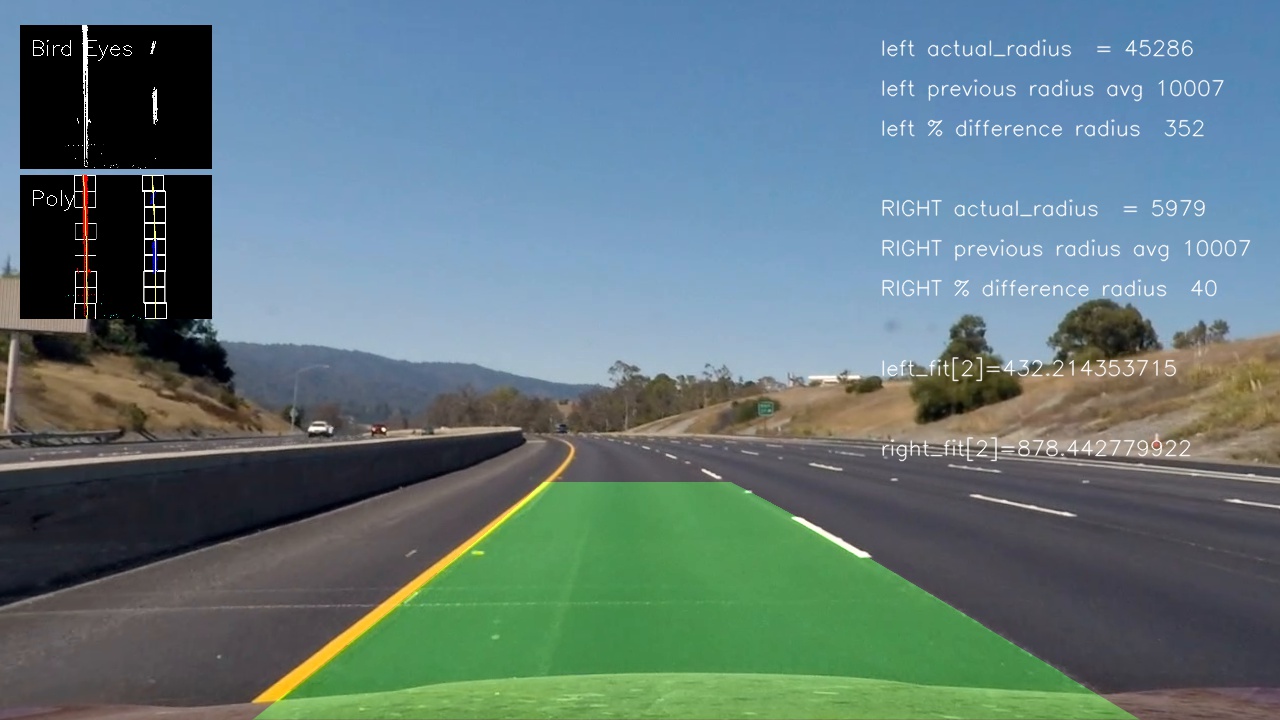 Bird Eyes
Poly
left actual_radius = 45286
left previous radius avg 10007
left % difference radius 352
RIGHT actual_radius = 5979
RIGHT previous radius avg 10007
RIGHT % difference radius 40
left_fit[2]=432.214353715
right_fit[2]=878.442779922